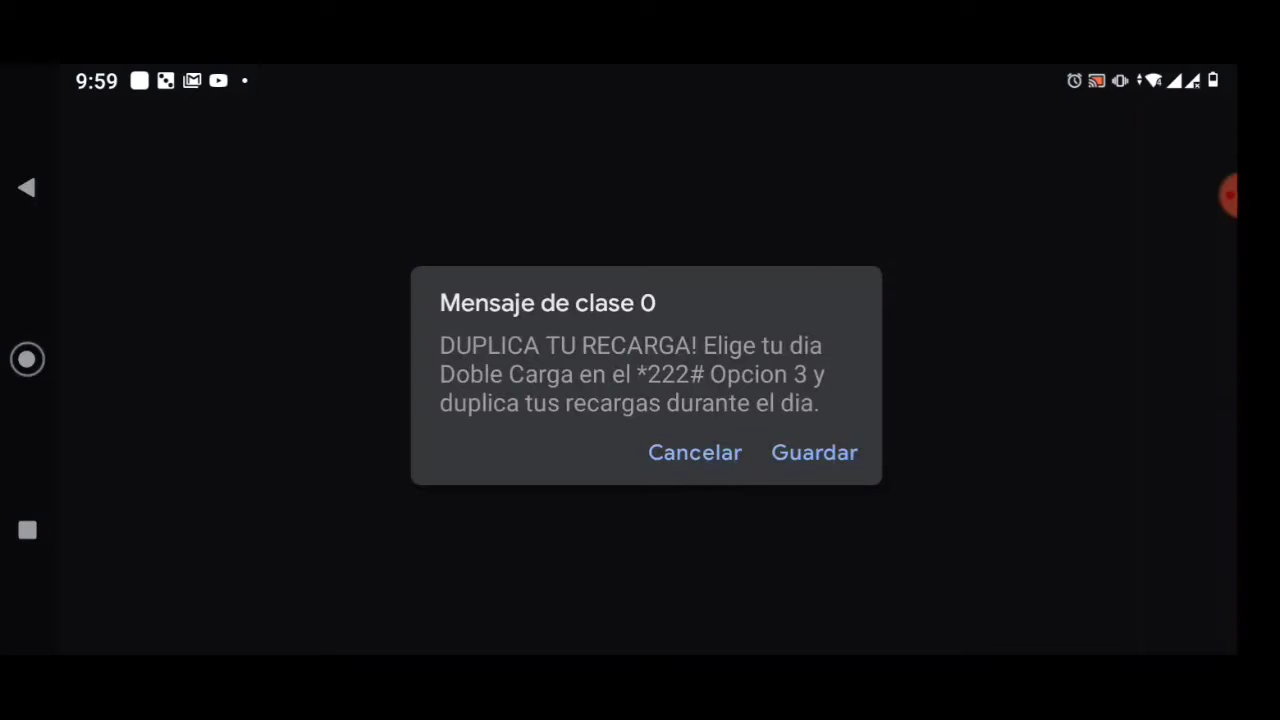 9:59
Mensaje de clase 0
DUPLICA TU RECARGA! Elige tu dia
Doble Carga en el *222# Opcion 3 y
duplica tus recargas durante el dia.
Cancelar Guardar